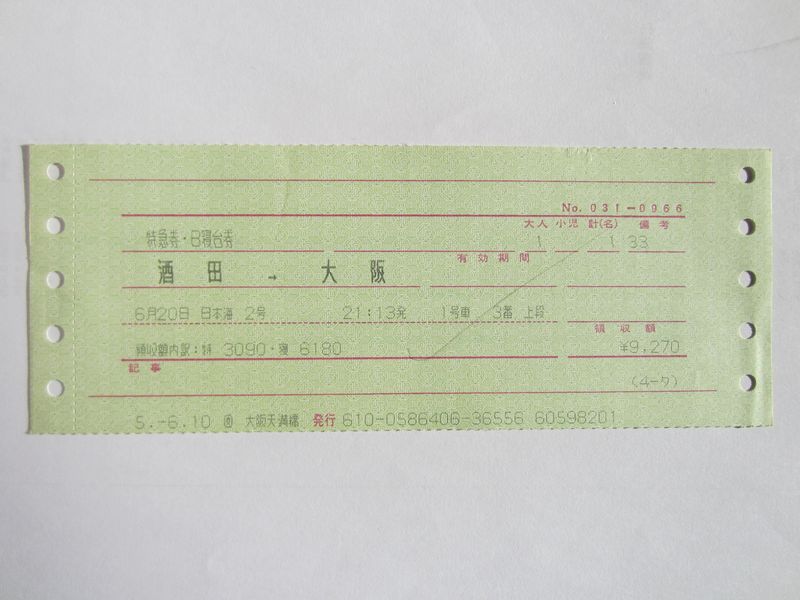 No. 031-0966
大人 小児 計(名) 備考
特急券・B寝台券 1 1 33
有効期間
酒田 → 大阪
6月20日 日本海 2号 21:13発 1号車 3番 上段
領収額
領収額内訳:特 3090・寝 6180 ¥9,270
記事
(4-ク)
5.-6.10 大阪天満橋 発行 610-0586406-36556 60598201